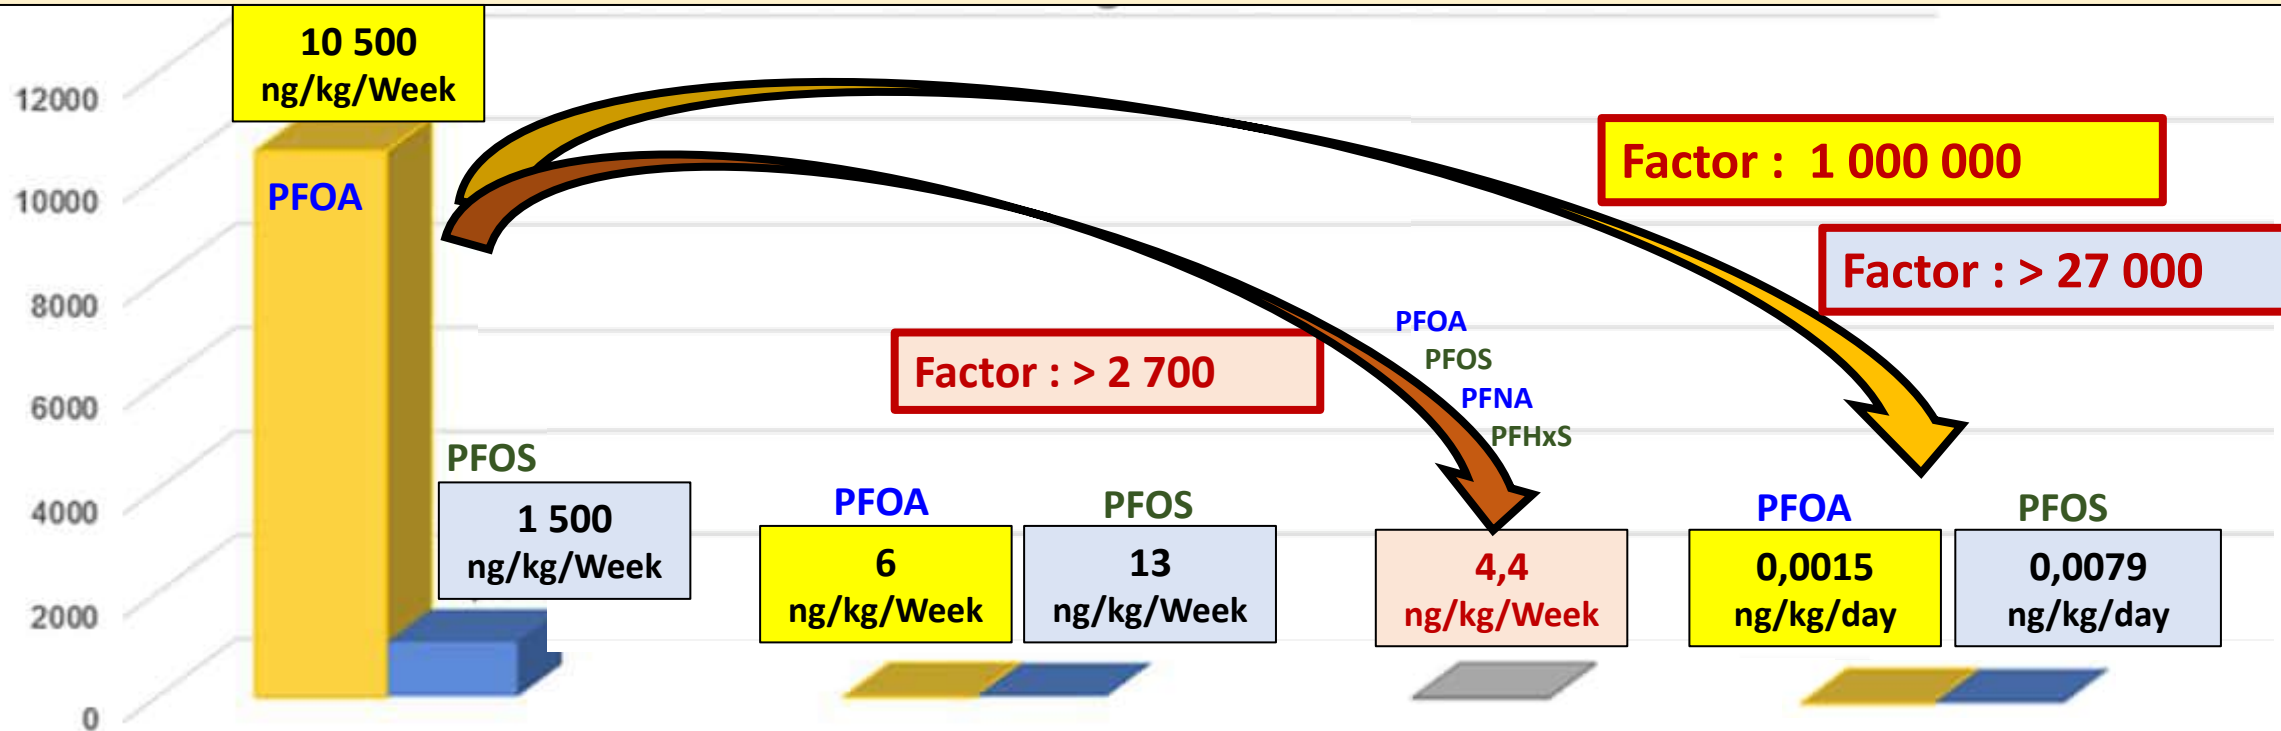 10 500
ng/kg/Week
12000
10000
8000
6000
4000
2000
0
PFOA
PFOS
1 500
ng/kg/Week
Factor : > 2 700
Factor : 1 000 000
Factor : > 27 000
PFOA
6
ng/kg/Week
PFOS
13
ng/kg/Week
PFOA
PFOS
PFNA
PFHxS
4,4
ng/kg/Week
PFOA
0,0015
ng/kg/day
PFOS
0,0079
ng/kg/day